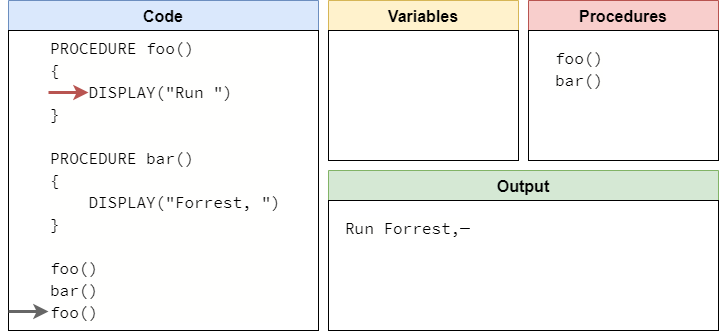 Code
PROCEDURE foo()
{
    DISPLAY("Run ")
}
PROCEDURE bar()
{
    DISPLAY("Forrest, ")
}
foo()
bar()
foo()
Variables
Procedures
foo()
bar()
Output
Run Forrest,—